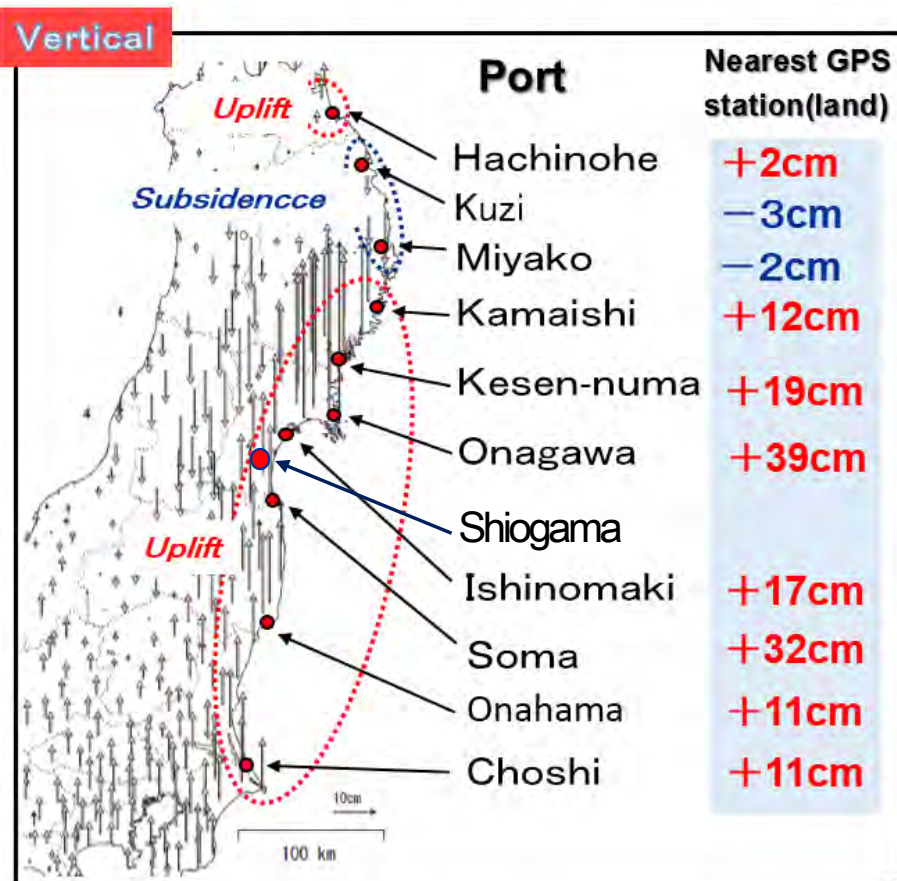 Vertical
Port
Nearest GPS
station(land)
Uplift
Hachinohe
+2cm
Subsidencce
Kuzi
−3cm
Miyako
−2cm
Kamaishi
+12cm
Kesen-numa
+19cm
Onagawa
+39cm
Shiogama
Uplift
Ishinomaki
+17cm
Soma
+32cm
Onahama
+11cm
Choshi
+11cm
10cm
100 km